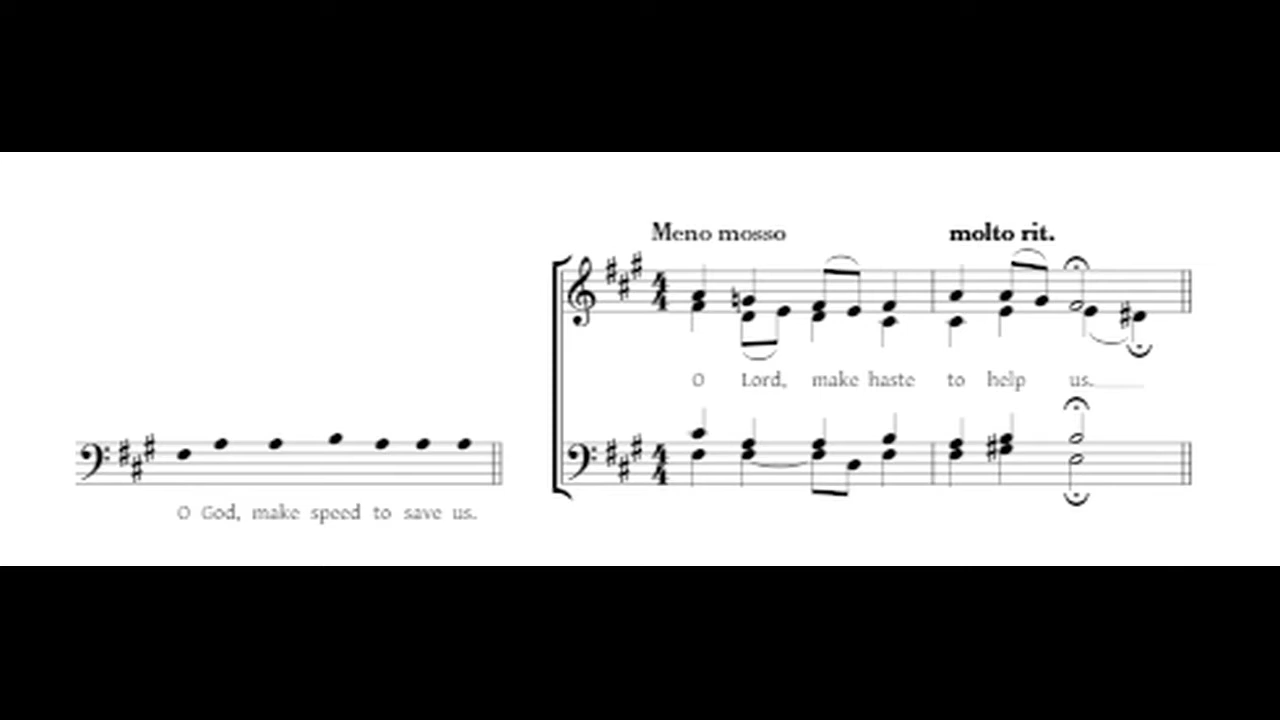 Meno mosso molto rit.
O Lord, make haste to help us.
O God, make speed to save us.